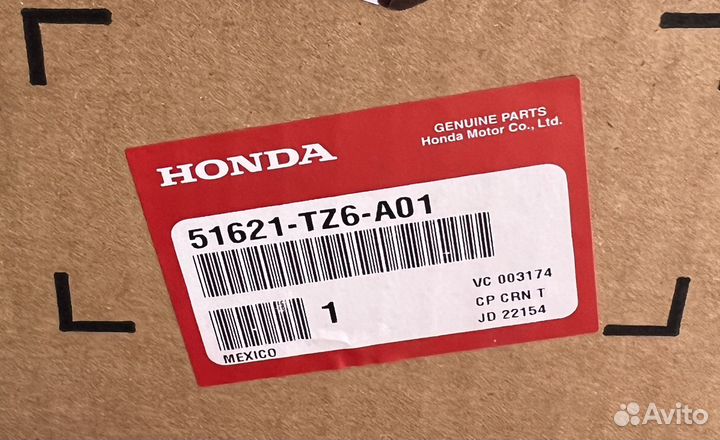 HONDA
GENUINE PARTS
Honda Motor Co., Ltd.
51621-TZ6-A01
1
VC 003174
CP CRN T
JD 22154
MEXICO
Avito